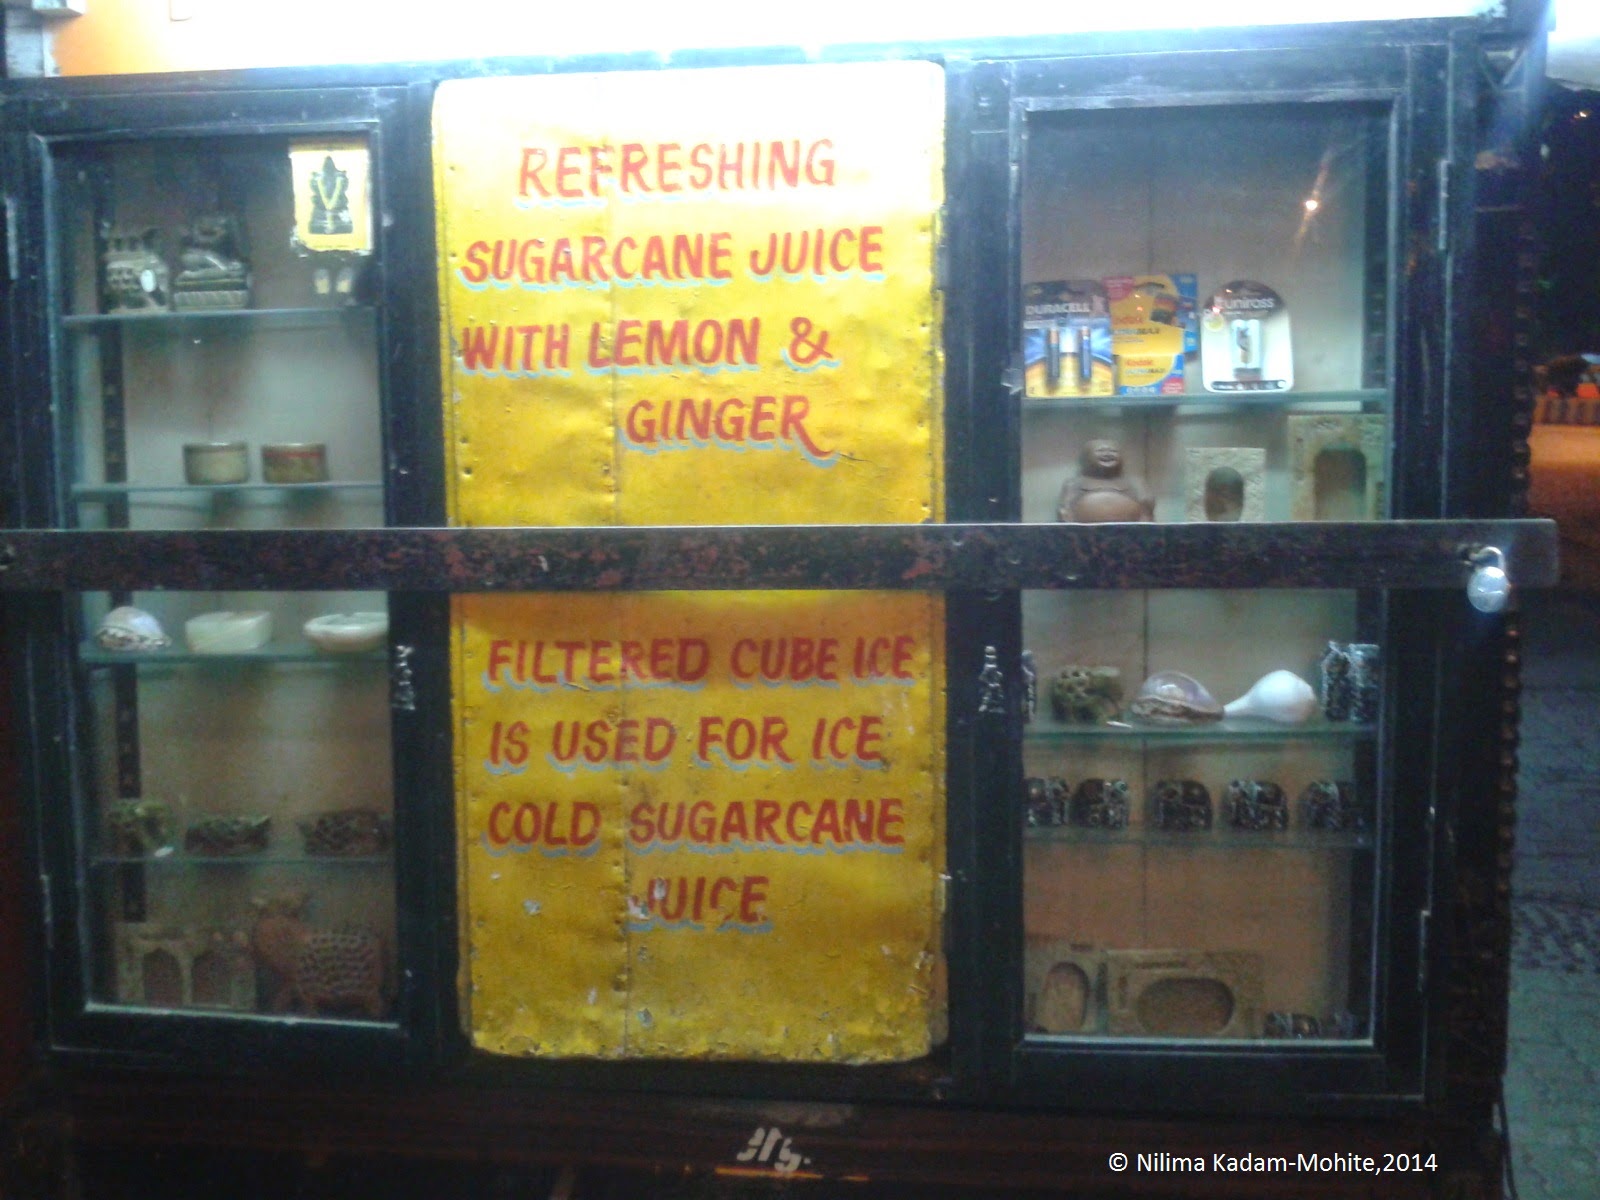 REFRESHING
SUGARCANE JUICE
WITH LEMON &
GINGER
DURACELL
Kodak
uniross
FILTERED CUBE ICE
IS USED FOR ICE
COLD SUGARCANE
JUICE
© Nilima Kadam-Mohite,2014